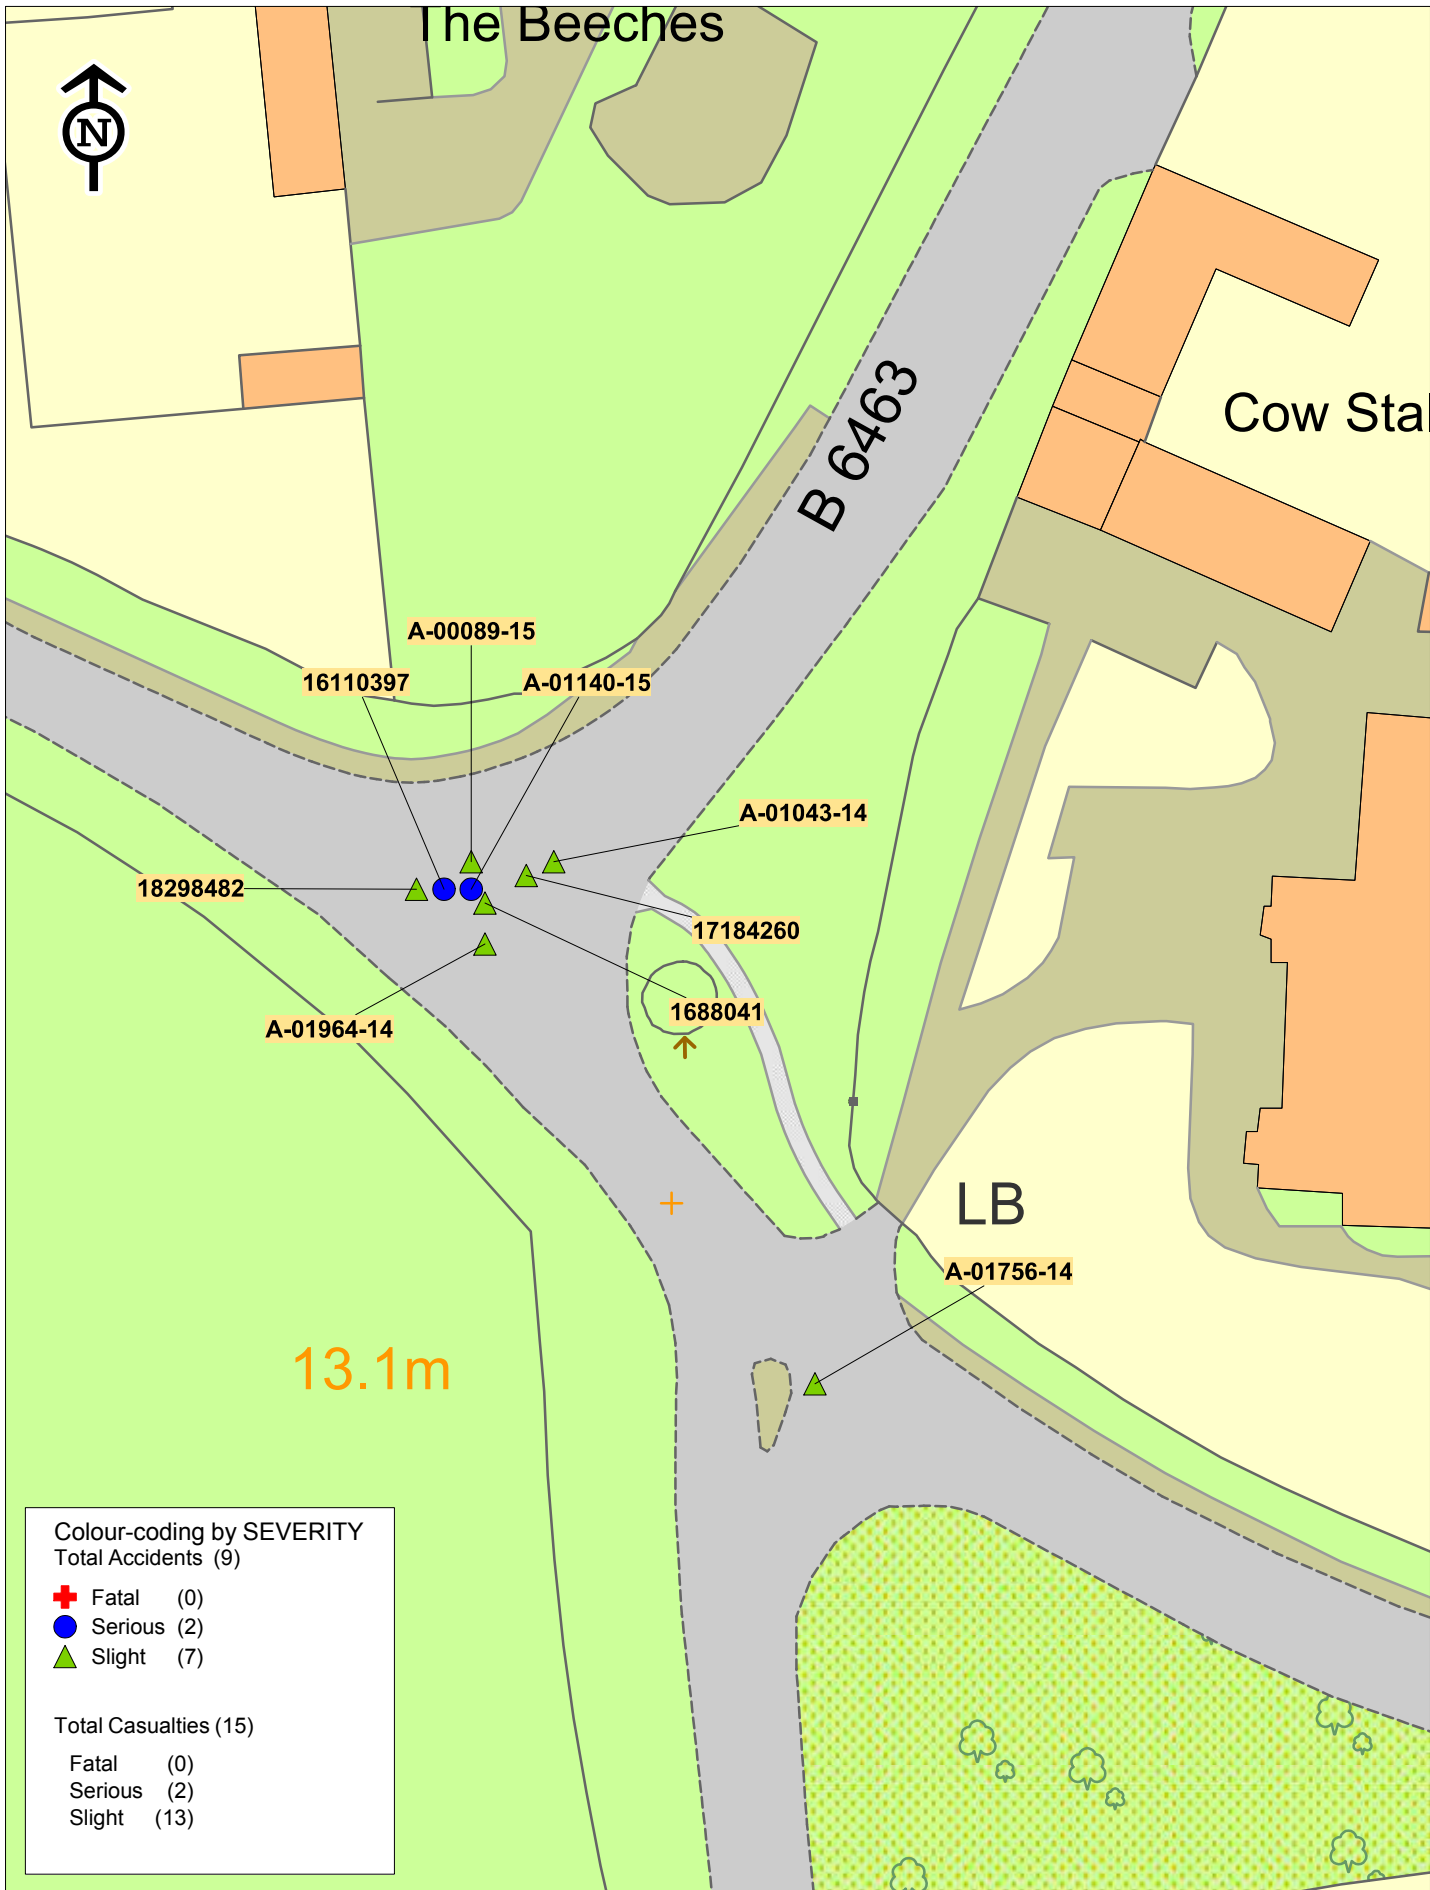 The Beeches
N
B 6463
Cow Stal
A-00089-15
16110397
A-01140-15
A-01043-14
18298482
17184260
1688041
A-01964-14
LB
A-01756-14
13.1m
Colour-coding by SEVERITY
Total Accidents (9)
Fatal (0)
Serious (2)
Slight (7)
Total Casualties (15)
Fatal (0)
Serious (2)
Slight (13)